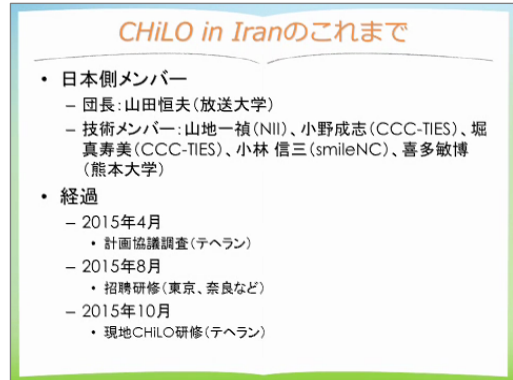 CHiLO in Iranのこれまで
• 日本側メンバー
– 団長：山田恒夫（放送大学）
– 技術メンバー：山地一禎（NII）、小野成志（CCC-TIES）、堀
真寿美（CCC-TIES）、小林 信三（smileNC）、喜多敏博
（熊本大学）
• 経過
– 2015年4月
• 計画協議調査（テヘラン）
– 2015年8月
• 招聘研修（東京、奈良など）
– 2015年10月
• 現地CHiLO研修（テヘラン）